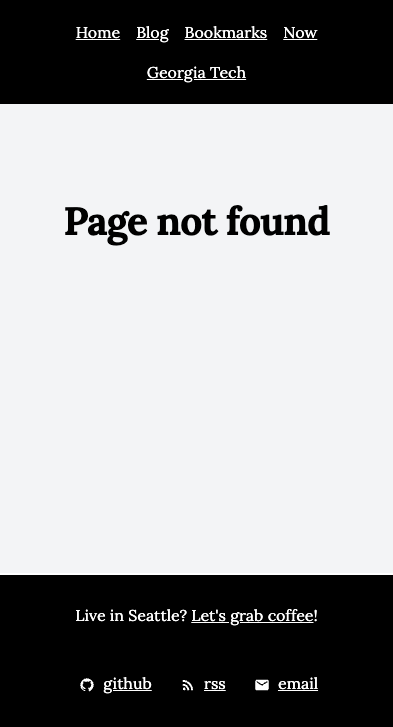 Home Blog Bookmarks Now
Georgia Tech
Page not found
Live in Seattle? Let's grab coffee!
github rss email